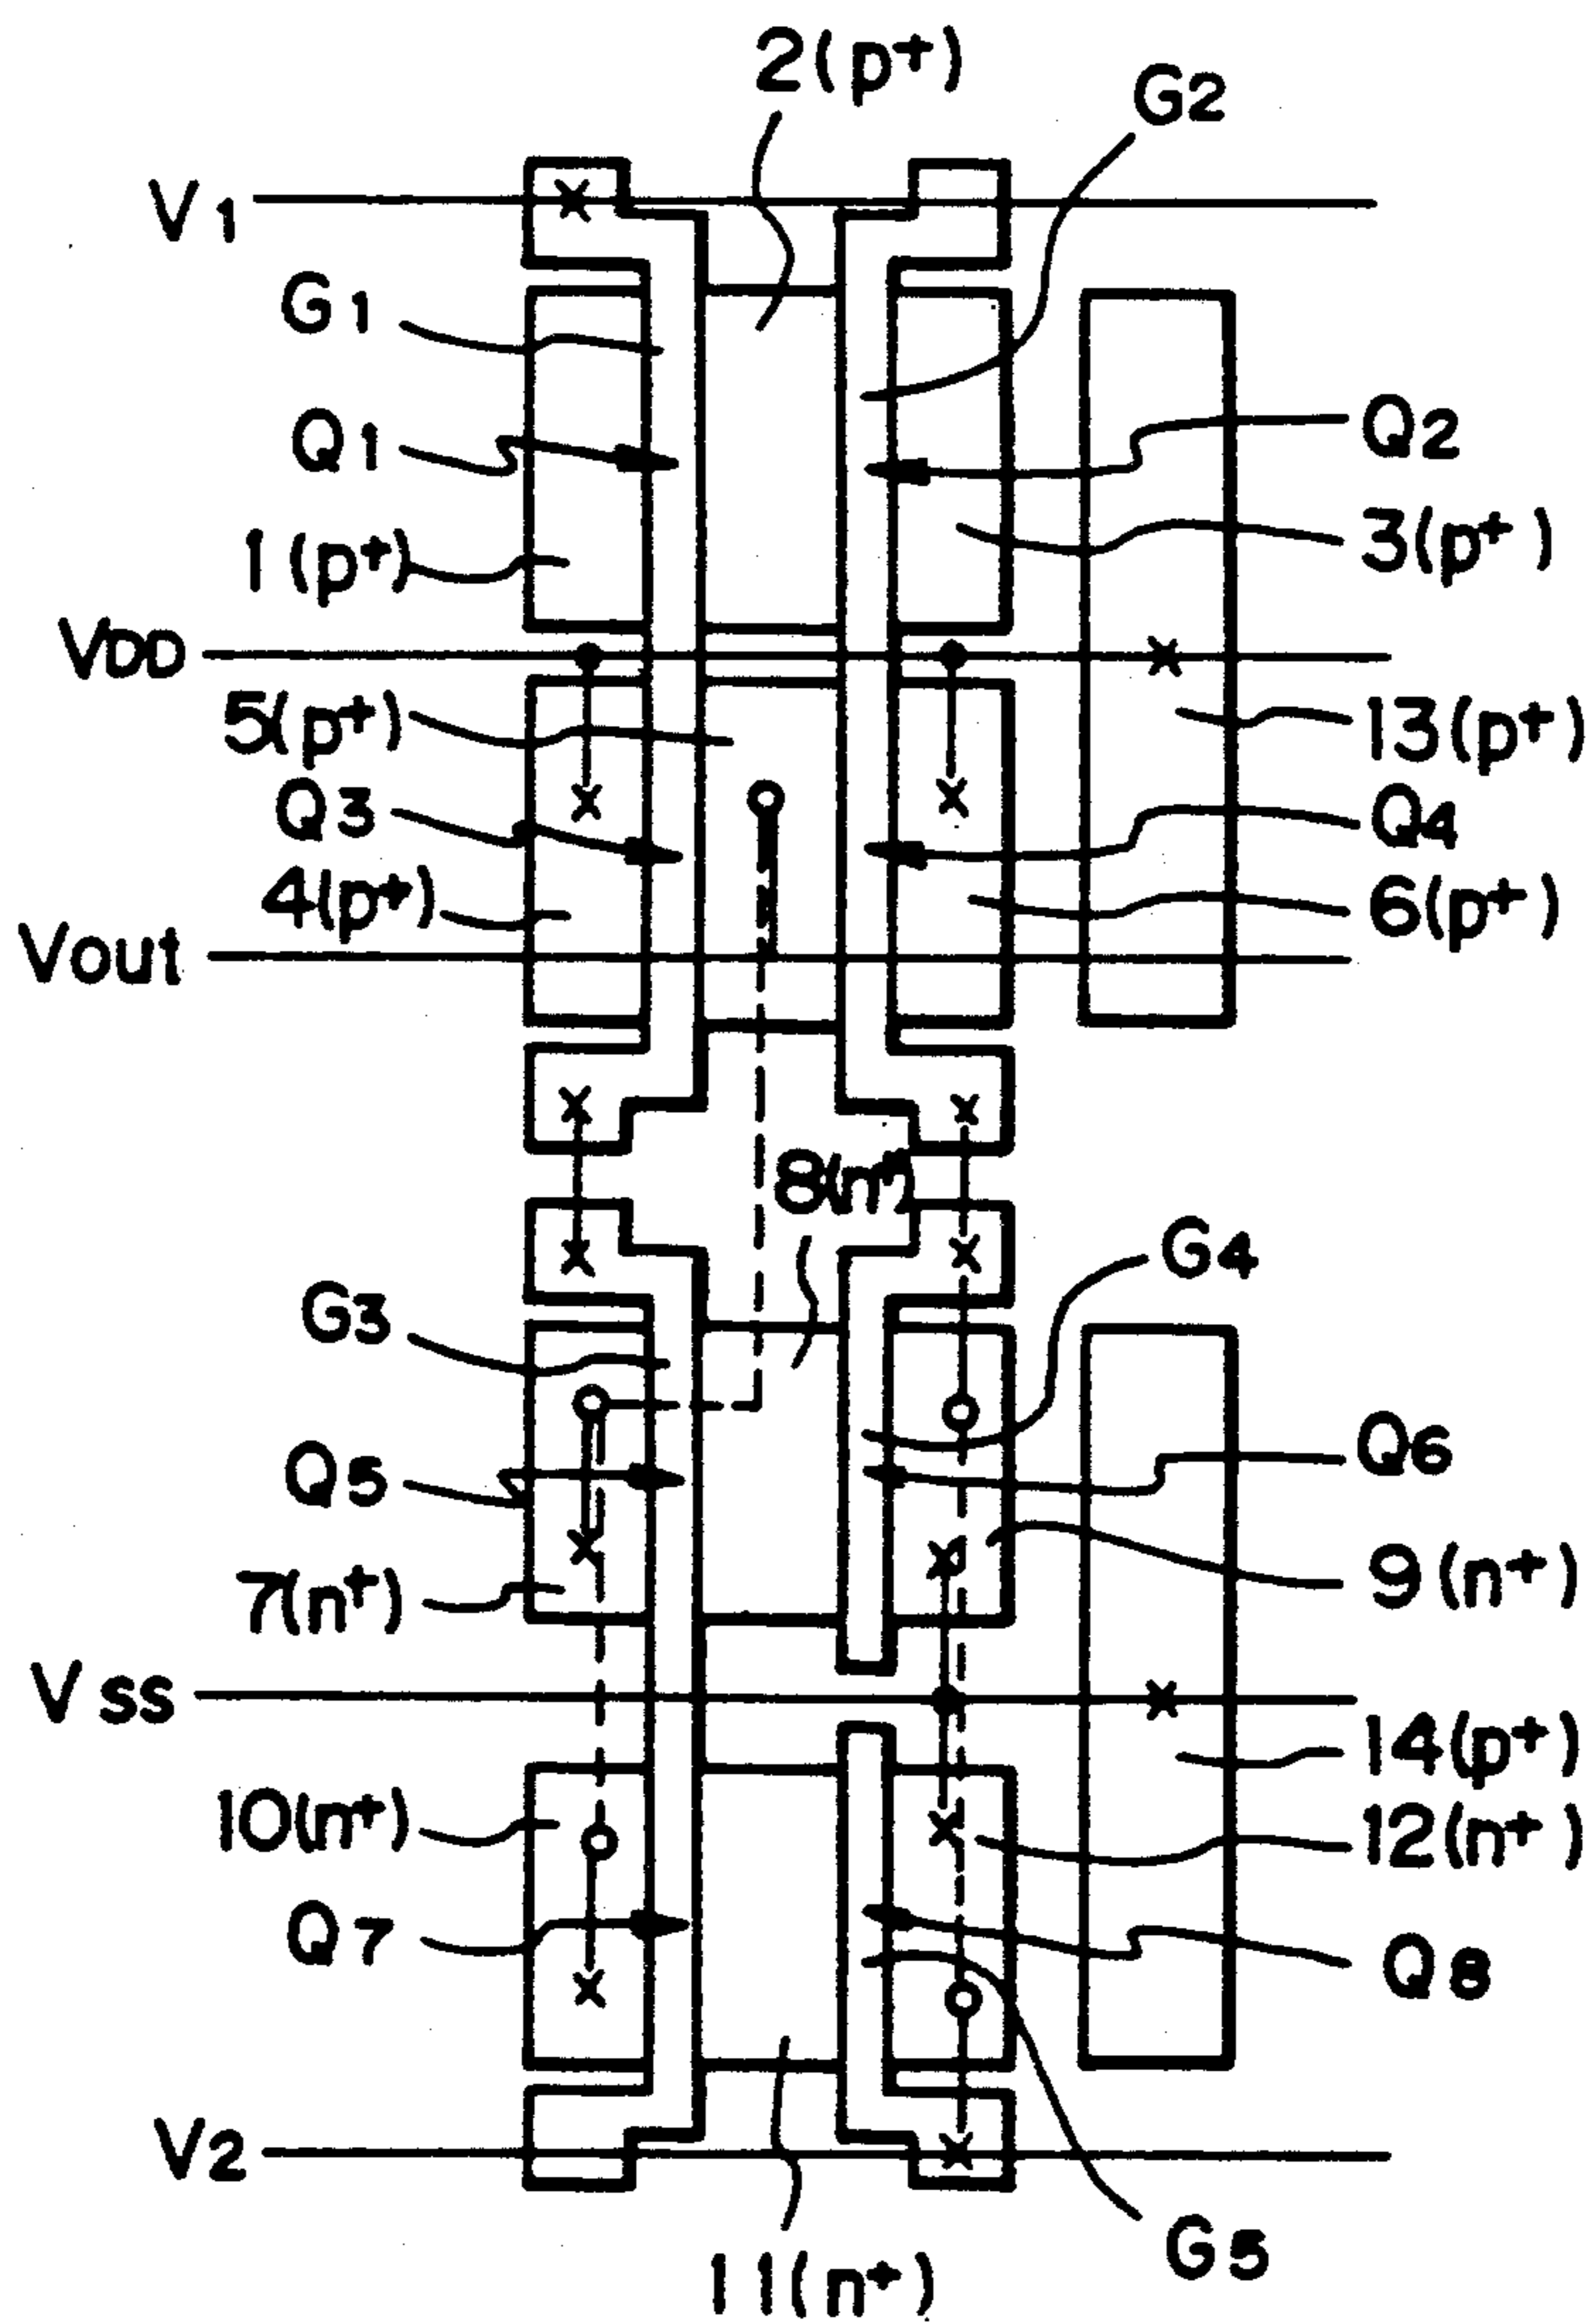 2(p+)
G2
V1
G1
Q1
Q2
1(p+)
3(p+)
VDD
5(p+)
13(p+)
Q3
Q4
4(p+)
6(p+)
Vout
8(n+)
G4
G3
Q5
Q6
7(n+)
9(n+)
Vss
14(p+)
10(n+)
12(n+)
Q7
Q8
V2
G5
11(n+)